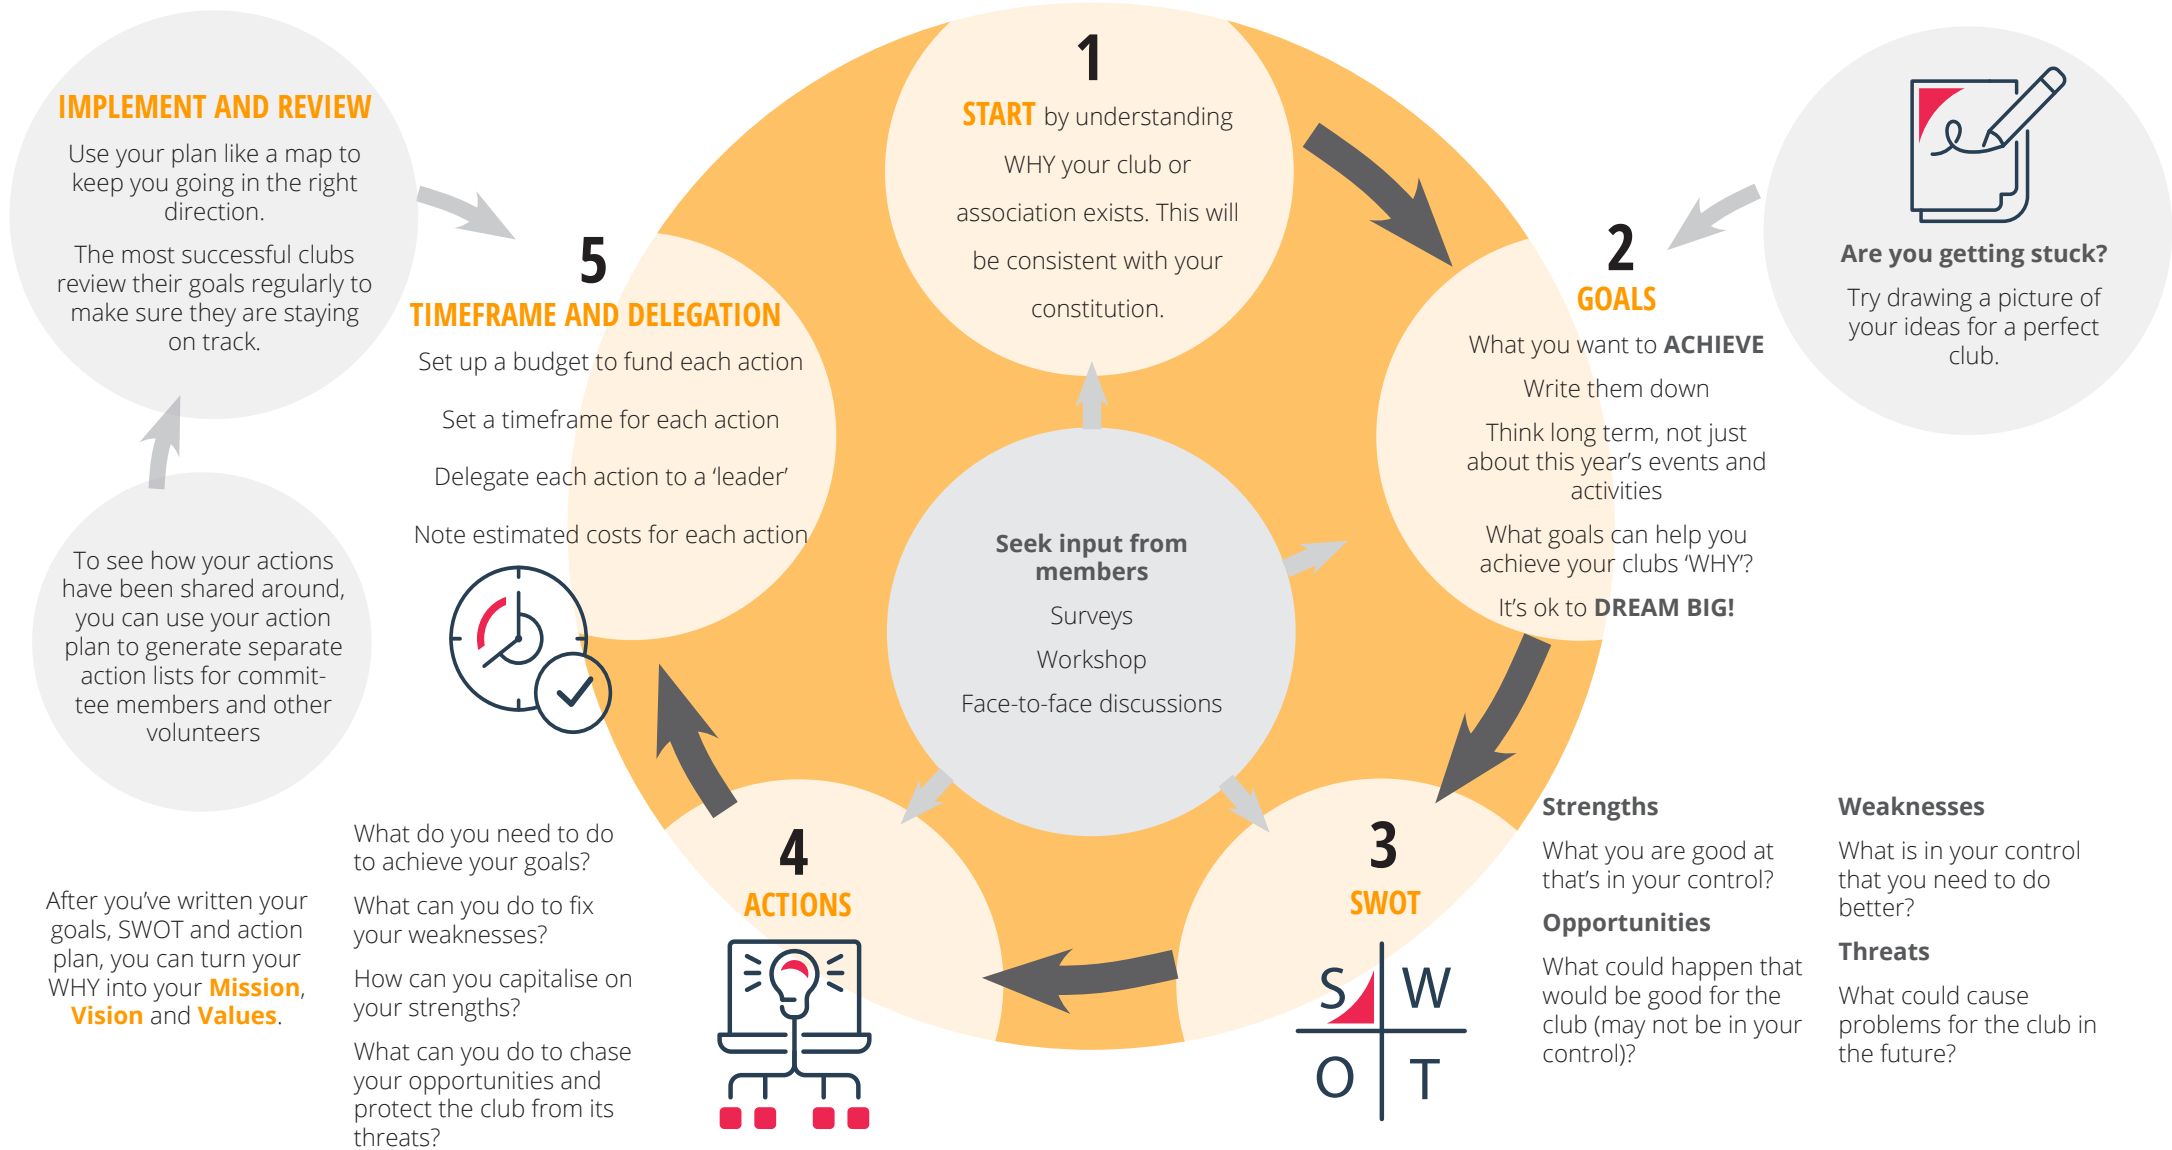 1
START by understanding
WHY your club or
association exists. This will
be consistent with your
constitution.
2
GOALS
What you want to ACHIEVE
Write them down
Think long term, not just
about this year’s events and
activities
What goals can help you
achieve your clubs ‘WHY’?
It’s ok to DREAM BIG!
Are you getting stuck?
Try drawing a picture of
your ideas for a perfect
club.
3
SWOT
S W
O T
Strengths
What you are good at
that’s in your control?
Opportunities
What could happen that
would be good for the
club (may not be in your
control)?
Weaknesses
What is in your control
that you need to do
better?
Threats
What could cause
problems for the club in
the future?
4
ACTIONS
What do you need to do
to achieve your goals?
What can you do to fix
your weaknesses?
How can you capitalise on
your strengths?
What can you do to chase
your opportunities and
protect the club from its
threats?
After you’ve written your
goals, SWOT and action
plan, you can turn your
WHY into your Mission,
Vision and Values.
5
TIMEFRAME AND DELEGATION
Set up a budget to fund each action
Set a timeframe for each action
Delegate each action to a ‘leader’
Note estimated costs for each action
To see how your actions
have been shared around,
you can use your action
plan to generate separate
action lists for commit-
tee members and other
volunteers
IMPLEMENT AND REVIEW
Use your plan like a map to
keep you going in the right
direction.
The most successful clubs
review their goals regularly to
make sure they are staying
on track.
Seek input from
members
Surveys
Workshop
Face-to-face discussions